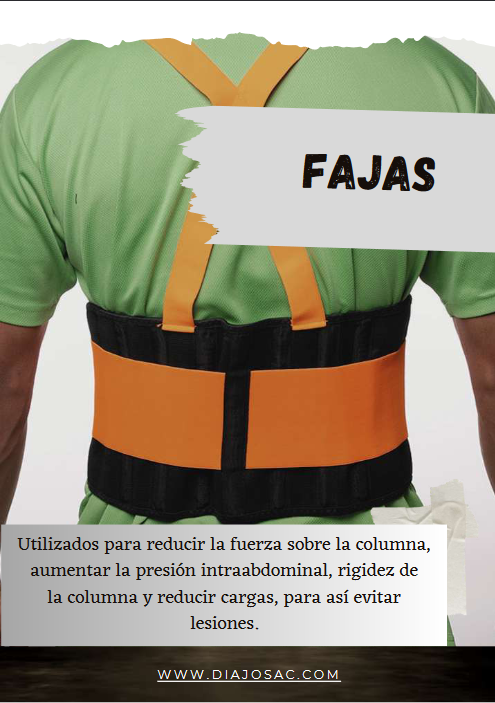 FAJAS
Utilizados para reducir la fuerza sobre la columna,
aumentar la presión intraabdominal, rigidez de
la columna y reducir cargas, para así evitar
lesiones.
WWW.DIAJOSAC.COM